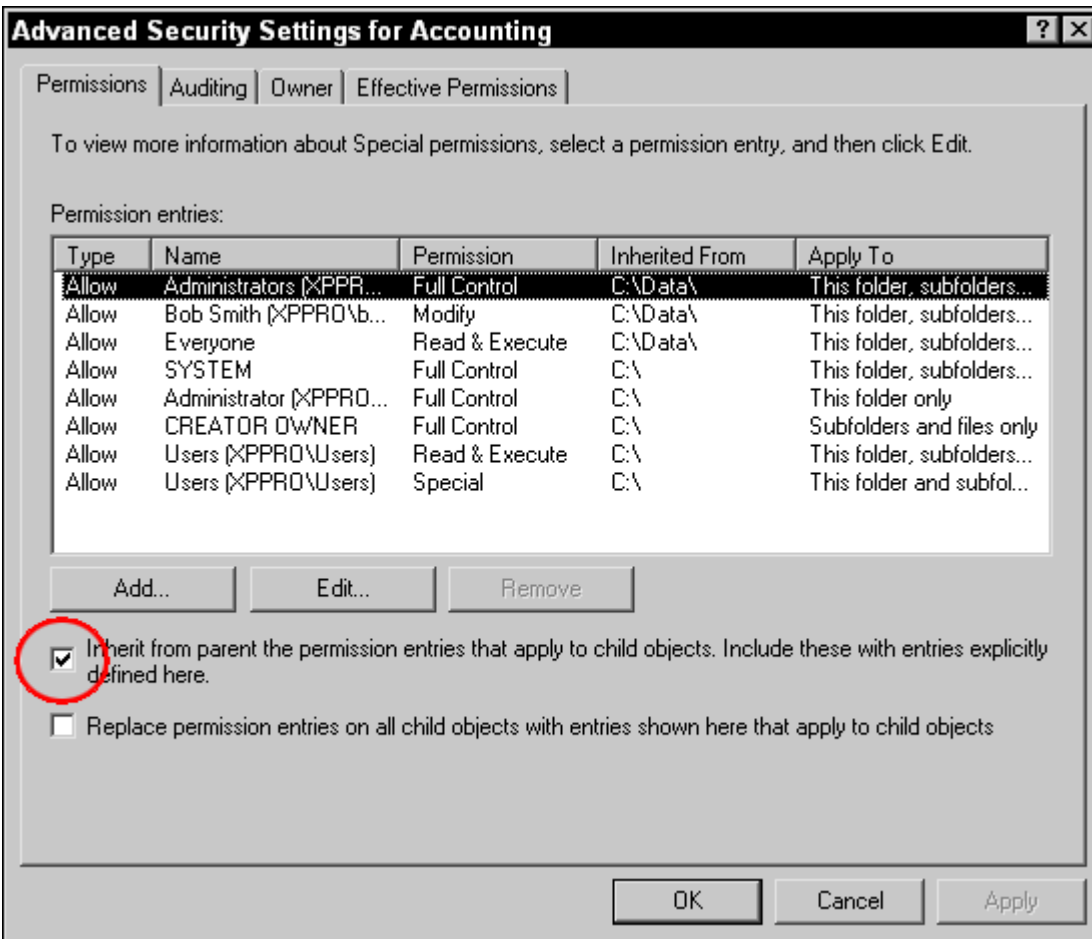 Advanced Security Settings for Accounting
Permissions Auditing Owner Effective Permissions
To view more information about Special permissions, select a permission entry, and then click Edit.
Permission entries:
Type Name Permission Inherited From Apply To
Allow Administrators (XPPR... Full Control C:\Data\ This folder, subfolders...
Allow Bob Smith (XPPRO\b... Modify C:\Data\ This folder, subfolders...
Allow Everyone Read & Execute C:\Data\ This folder, subfolders...
Allow SYSTEM Full Control C:\ This folder, subfolders...
Allow Administrator (XPPRO... Full Control C:\ This folder only
Allow CREATOR OWNER Full Control C:\ Subfolders and files only
Allow Users (XPPRO\Users) Read & Execute C:\ This folder, subfolders...
Allow Users (XPPRO\Users) Special C:\ This folder and subfol...
Add... Edit... Remove
Inherit from parent the permission entries that apply to child objects. Include these with entries explicitly
defined here.
Replace permission entries on all child objects with entries shown here that apply to child objects
OK Cancel Apply